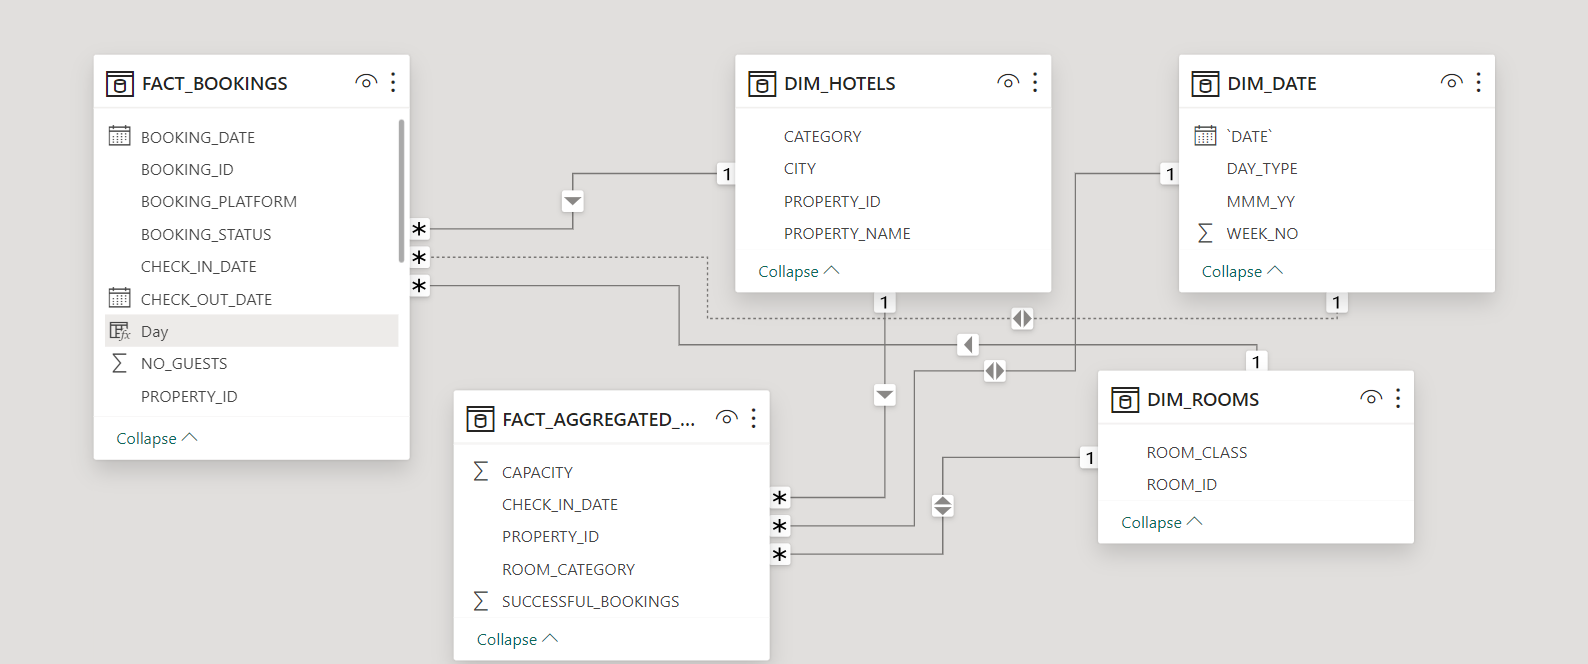 FACT_BOOKINGS
BOOKING_DATE
BOOKING_ID
BOOKING_PLATFORM
BOOKING_STATUS
CHECK_IN_DATE
CHECK_OUT_DATE
Day
NO_GUESTS
PROPERTY_ID
Collapse
DIM_HOTELS
CATEGORY
CITY
PROPERTY_ID
PROPERTY_NAME
Collapse
DIM_DATE
`DATE`
DAY_TYPE
MMM_YY
WEEK_NO
Collapse
FACT_AGGREGATED_...
CAPACITY
CHECK_IN_DATE
PROPERTY_ID
ROOM_CATEGORY
SUCCESSFUL_BOOKINGS
Collapse
DIM_ROOMS
ROOM_CLASS
ROOM_ID
Collapse
*
*
*
1
1
1
1
1
1
*
*
*